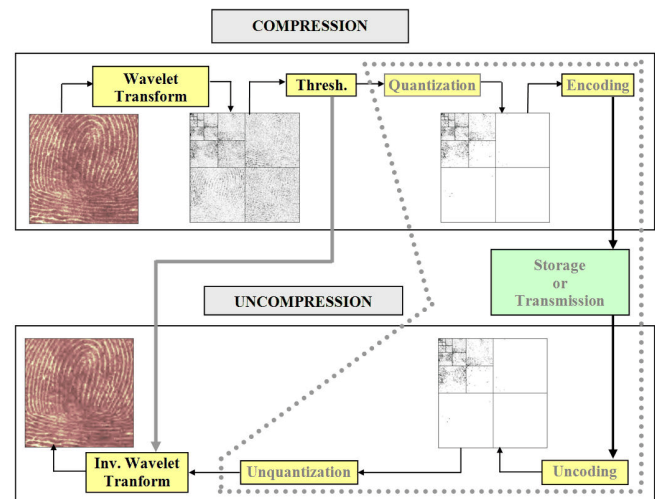 COMPRESSION
Wavelet
Transform
Thresh.
Quantization
Encoding
Storage
or
Transmission
UNCOMPRESSION
Inv. Wavelet
Tranform
Unquantization
Uncoding